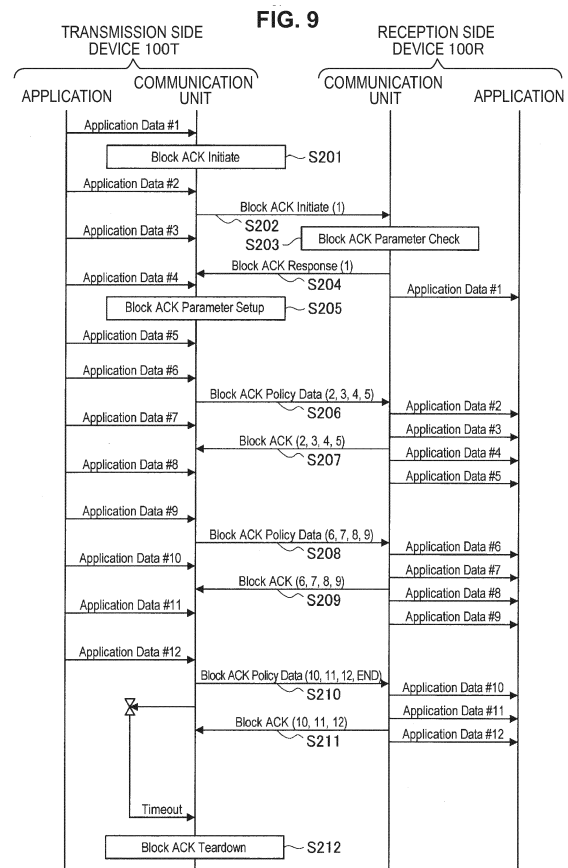 FIG. 9
TRANSMISSION SIDE
DEVICE 100T
RECEPTION SIDE
DEVICE 100R
APPLICATION
COMMUNICATION
UNIT
COMMUNICATION
UNIT
APPLICATION
Application Data #1
Block ACK Initiate
S201
Application Data #2
Block ACK Initiate (1)
S202
Application Data #3
S203
Block ACK Parameter Check
Block ACK Response (1)
Application Data #4
S204
Application Data #1
Block ACK Parameter Setup
S205
Application Data #5
Application Data #6
Block ACK Policy Data (2, 3, 4, 5)
S206
Application Data #2
Application Data #7
Application Data #3
Block ACK (2, 3, 4, 5)
S207
Application Data #4
Application Data #8
Application Data #5
Application Data #9
Block ACK Policy Data (6, 7, 8, 9)
S208
Application Data #6
Application Data #10
Application Data #7
Block ACK (6, 7, 8, 9)
S209
Application Data #8
Application Data #11
Application Data #9
Application Data #12
Block ACK Policy Data (10, 11, 12, END)
S210
Application Data #10
Application Data #11
Block ACK (10, 11, 12)
S211
Application Data #12
Timeout
Block ACK Teardown
S212